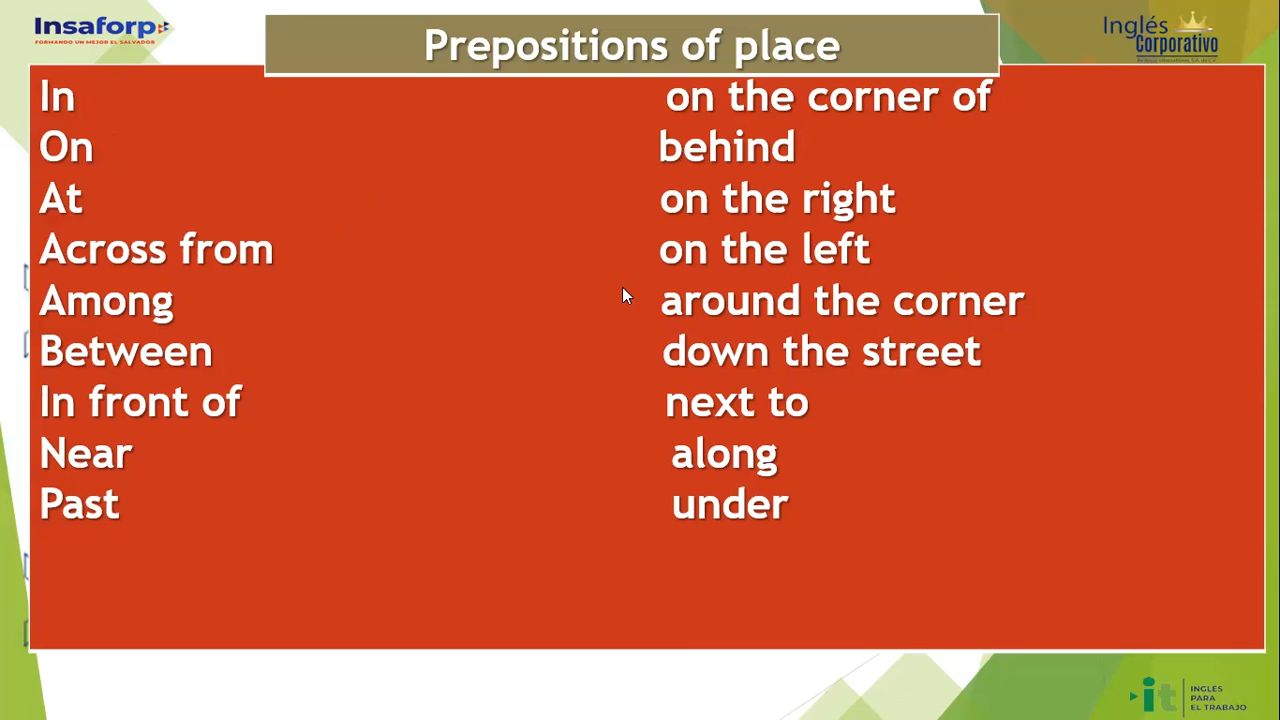 Insaforp
FORMANDO UN MEJOR EL SALVADOR
Prepositions of place
Inglés
Corporativo
In
On
At
Across from
Among
Between
In front of
Near
Past
on the corner of
behind
on the right
on the left
around the corner
down the street
next to
along
under
it
INGLÉS
PARA
EL TRABAJO